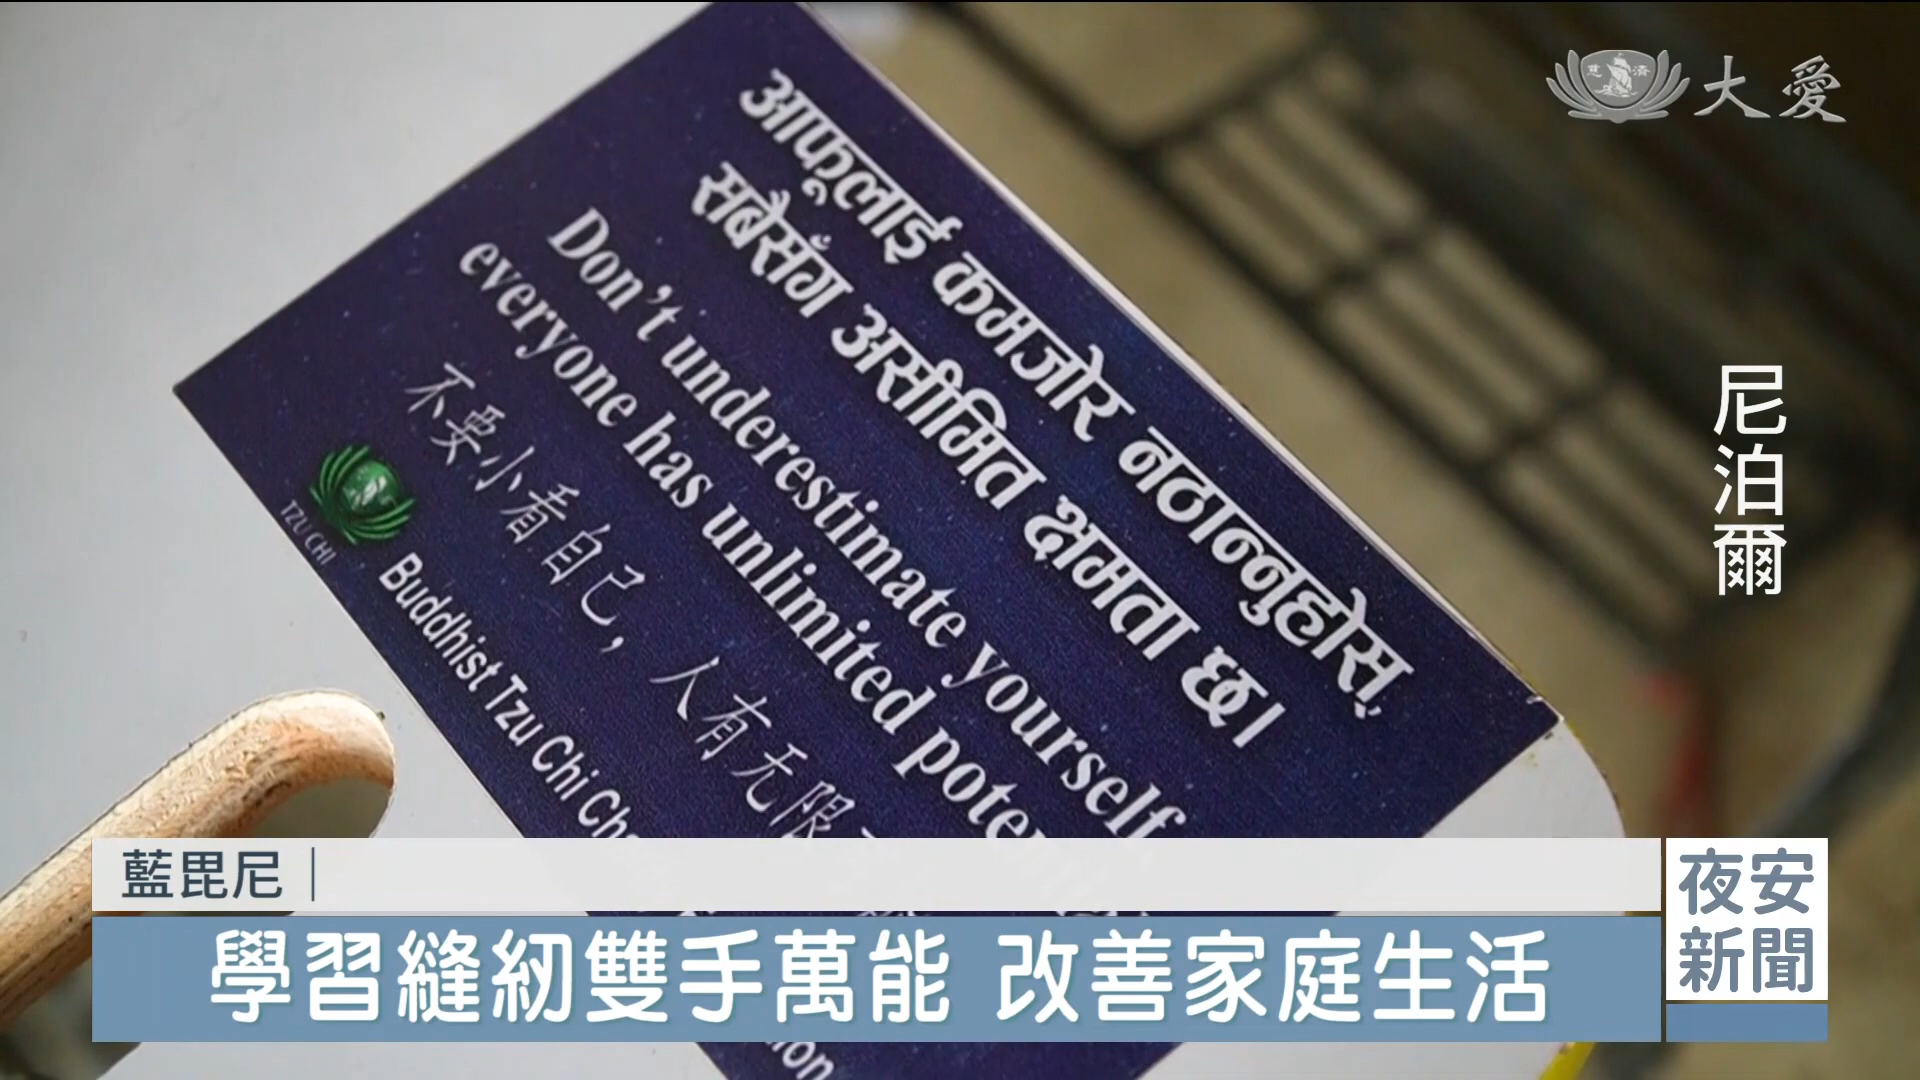 慈濟 大愛
尼泊爾
आफूलाई कमजोर नठान्नुहोस्,
सबैसँग असीमित क्षमता छ।
Don't underestimate yourself,
everyone has unlimited
不要小看自己，人有无限
TZU CHI
Buddhist Tzu Chi
藍毘尼
學習縫紉雙手萬能 改善家庭生活
夜安
新聞